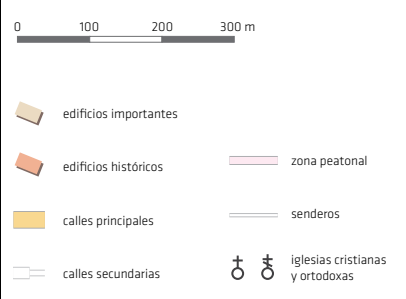 0 100 200 300 m
edificios importantes
edificios históricos
calles principales
calles secundarias
zona peatonal
senderos
iglesias cristianas
y ortodoxas